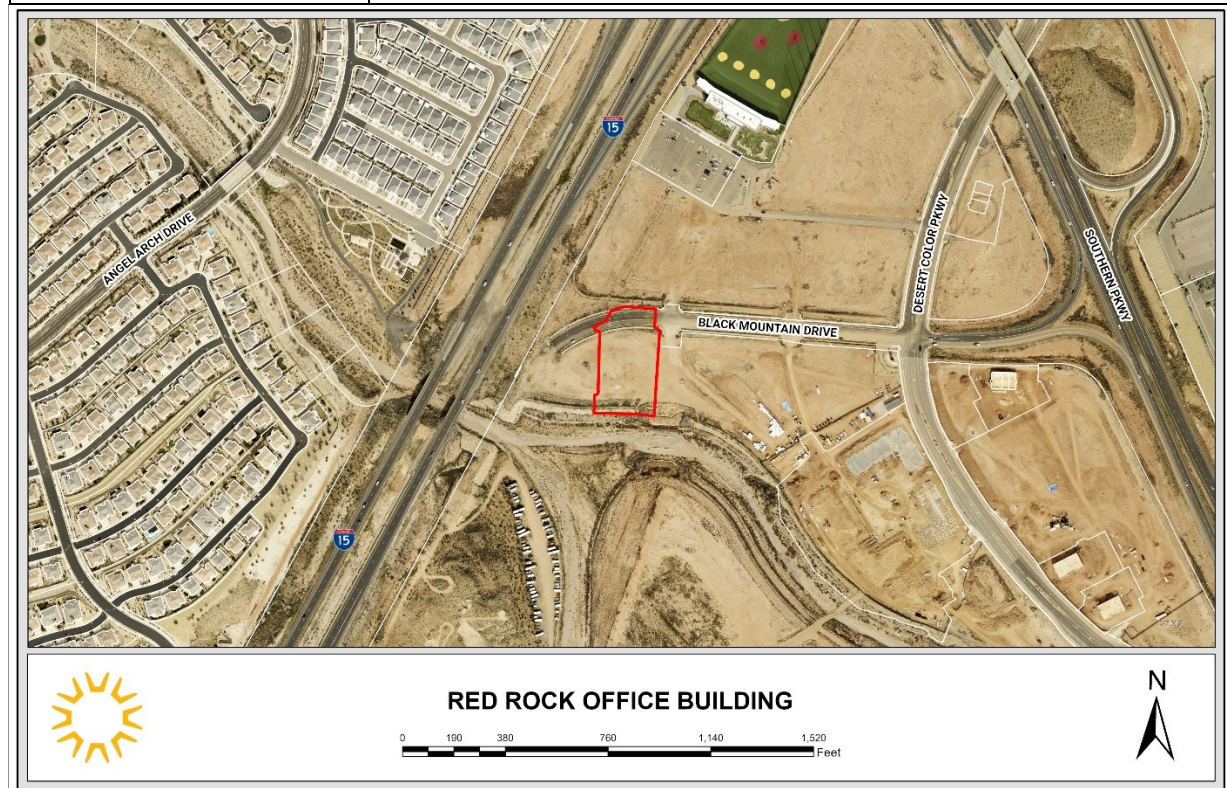 15
ANGEL ARCH DRIVE
DESERT COLOR PKWY
SOUTHERN PKWY
BLACK MOUNTAIN DRIVE
15
RED ROCK OFFICE BUILDING
N
0 190 380 760 1,140 1,520
Feet